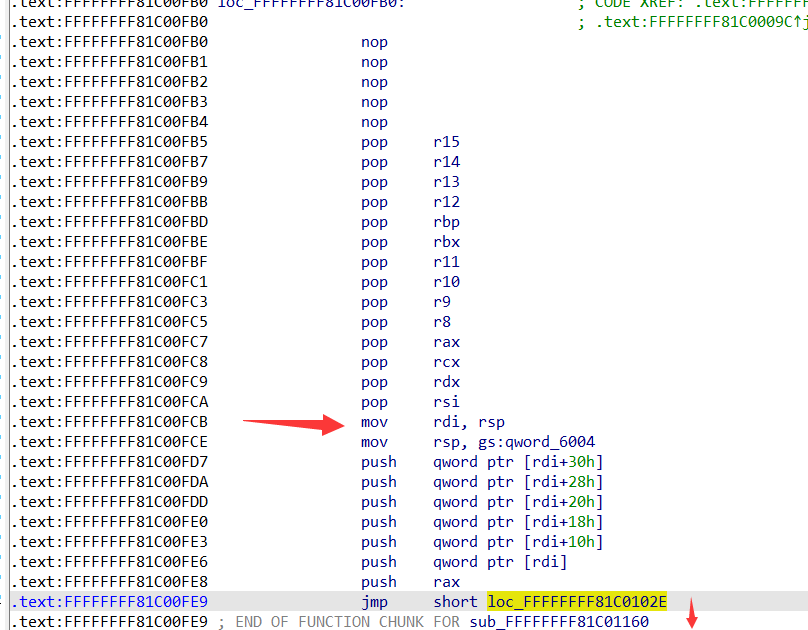 .text:FFFFFFFF81C00FB0 loc_FFFFFFFF81C00FB0: ; CODE XREF: .text:FFFFFFF
.text:FFFFFFFF81C00FB0 ; .text:FFFFFFFF81C0009C↑j
.text:FFFFFFFF81C00FB0 nop
.text:FFFFFFFF81C00FB1 nop
.text:FFFFFFFF81C00FB2 nop
.text:FFFFFFFF81C00FB3 nop
.text:FFFFFFFF81C00FB4 nop
.text:FFFFFFFF81C00FB5 pop r15
.text:FFFFFFFF81C00FB7 pop r14
.text:FFFFFFFF81C00FB9 pop r13
.text:FFFFFFFF81C00FBB pop r12
.text:FFFFFFFF81C00FBD pop rbp
.text:FFFFFFFF81C00FBE pop rbx
.text:FFFFFFFF81C00FBF pop r11
.text:FFFFFFFF81C00FC1 pop r10
.text:FFFFFFFF81C00FC3 pop r9
.text:FFFFFFFF81C00FC5 pop r8
.text:FFFFFFFF81C00FC7 pop rax
.text:FFFFFFFF81C00FC8 pop rcx
.text:FFFFFFFF81C00FC9 pop rdx
.text:FFFFFFFF81C00FCA pop rsi
.text:FFFFFFFF81C00FCB mov rdi, rsp
.text:FFFFFFFF81C00FCE mov rsp, gs:qword_6004
.text:FFFFFFFF81C00FD7 push qword ptr [rdi+30h]
.text:FFFFFFFF81C00FDA push qword ptr [rdi+28h]
.text:FFFFFFFF81C00FDD push qword ptr [rdi+20h]
.text:FFFFFFFF81C00FE0 push qword ptr [rdi+18h]
.text:FFFFFFFF81C00FE3 push qword ptr [rdi+10h]
.text:FFFFFFFF81C00FE6 push qword ptr [rdi]
.text:FFFFFFFF81C00FE8 push rax
.text:FFFFFFFF81C00FE9 jmp short loc_FFFFFFFF81C0102E
.text:FFFFFFFF81C00FE9 ; END OF FUNCTION CHUNK FOR sub_FFFFFFFF81C01160